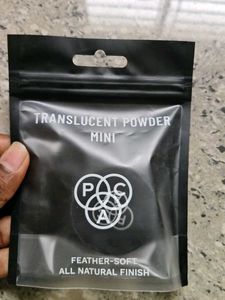 TRANSLUCENT POWDER
MINI
P C
A
FEATHER-SOFT
ALL NATURAL FINISH